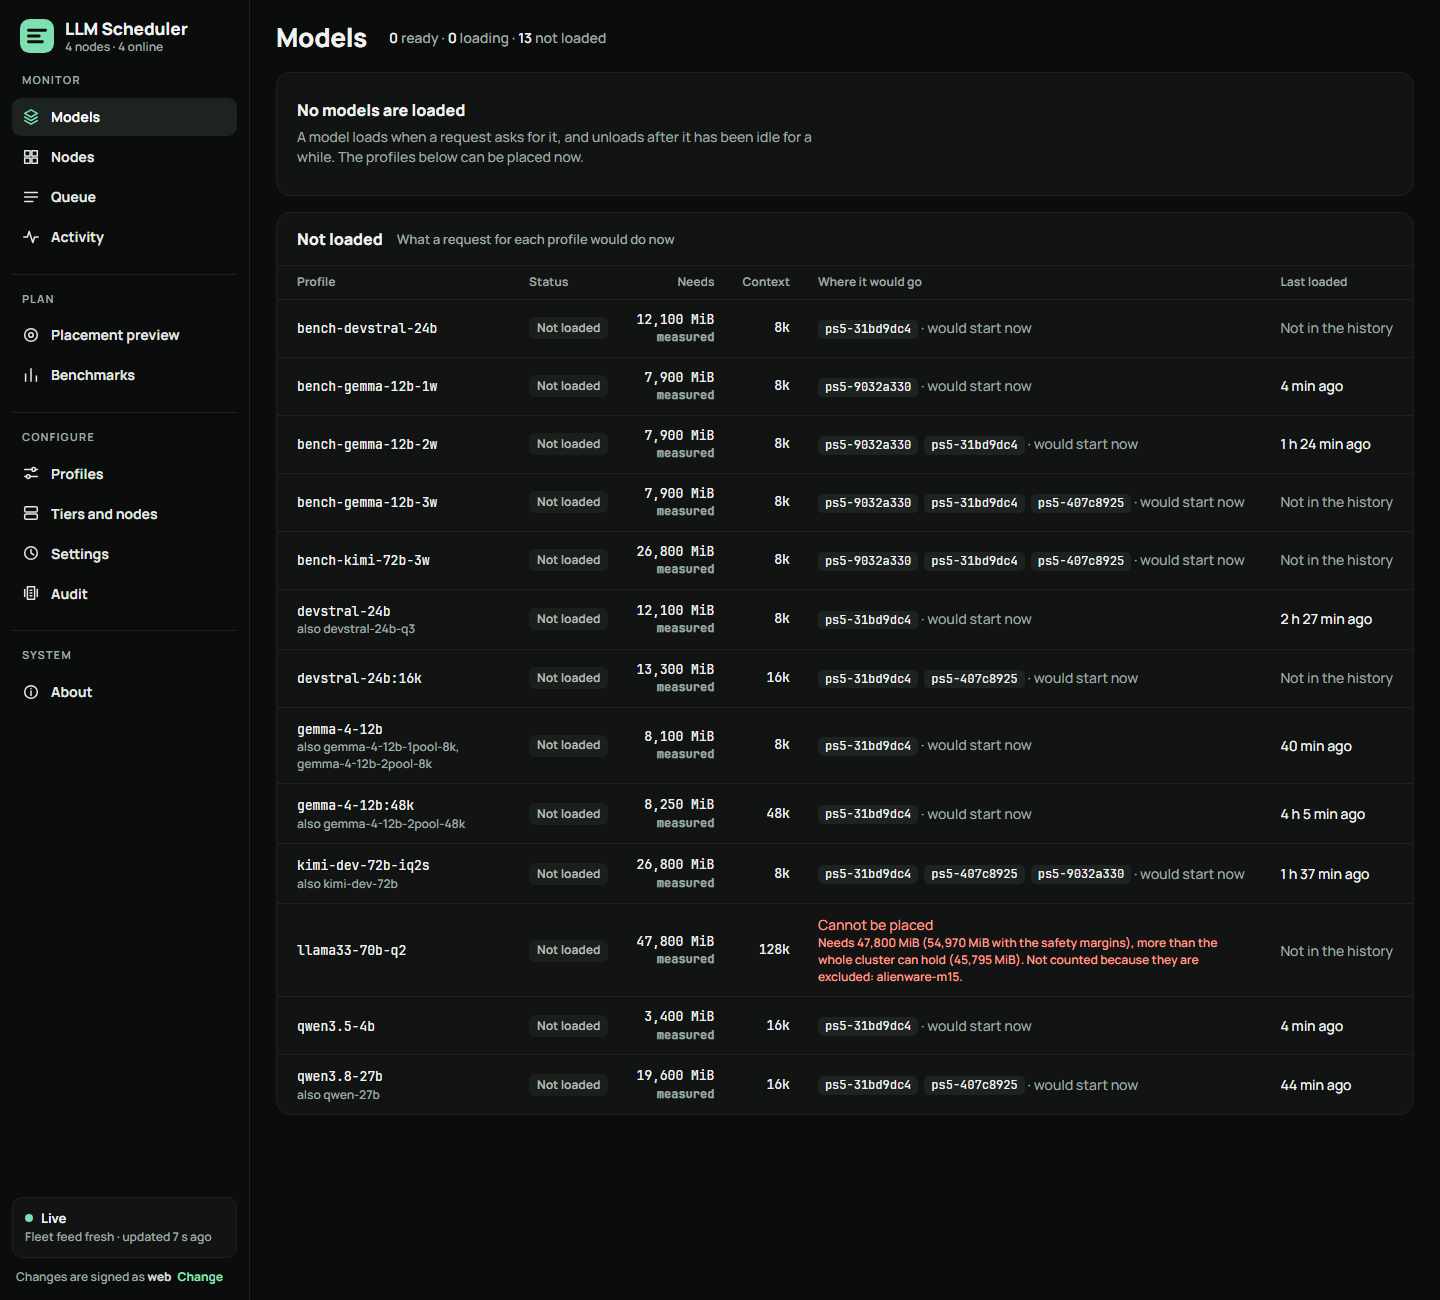 LLM Scheduler
4 nodes · 4 online
MONITOR
Models
Nodes
Queue
Activity
PLAN
Placement preview
Benchmarks
CONFIGURE
Profiles
Tiers and nodes
Settings
Audit
SYSTEM
About
Live
Fleet feed fresh · updated 7 s ago
Changes are signed as web Change
Models 0 ready · 0 loading · 13 not loaded
No models are loaded
A model loads when a request asks for it, and unloads after it has been idle for a
while. The profiles below can be placed now.
Not loaded What a request for each profile would do now
Profile Status Needs Context Where it would go Last loaded
bench-devstral-24b Not loaded 12,100 MiB 8k ps5-31bd9dc4 · would start now Not in the history
measured
bench-gemma-12b-1w Not loaded 7,900 MiB 8k ps5-9032a330 · would start now 4 min ago
measured
bench-gemma-12b-2w Not loaded 7,900 MiB 8k ps5-9032a330 ps5-31bd9dc4 · would start now 1 h 24 min ago
measured
bench-gemma-12b-3w Not loaded 7,900 MiB 8k ps5-9032a330 ps5-31bd9dc4 ps5-407c8925 · would start now Not in the history
measured
bench-kimi-72b-3w Not loaded 26,800 MiB 8k ps5-9032a330 ps5-31bd9dc4 ps5-407c8925 · would start now Not in the history
measured
devstral-24b Not loaded 12,100 MiB 8k ps5-31bd9dc4 · would start now 2 h 27 min ago
also devstral-24b-q3 measured
devstral-24b:16k Not loaded 13,300 MiB 16k ps5-31bd9dc4 ps5-407c8925 · would start now Not in the history
measured
gemma-4-12b Not loaded 8,100 MiB 8k ps5-31bd9dc4 · would start now 40 min ago
also gemma-4-12b-1pool-8k, measured
gemma-4-12b-2pool-8k
gemma-4-12b:48k Not loaded 8,250 MiB 48k ps5-31bd9dc4 · would start now 4 h 5 min ago
also gemma-4-12b-2pool-48k measured
kimi-dev-72b-iq2s Not loaded 26,800 MiB 8k ps5-31bd9dc4 ps5-407c8925 ps5-9032a330 · would start now 1 h 37 min ago
also kimi-dev-72b measured
llama33-70b-q2 Not loaded 47,800 MiB 128k Cannot be placed Not in the history
measured Needs 47,800 MiB (54,970 MiB with the safety margins), more than the
whole cluster can hold (45,795 MiB). Not counted because they are
excluded: alienware-m15.
qwen3.5-4b Not loaded 3,400 MiB 16k ps5-31bd9dc4 · would start now 4 min ago
measured
qwen3.8-27b Not loaded 19,600 MiB 16k ps5-31bd9dc4 ps5-407c8925 · would start now 44 min ago
also qwen-27b measured